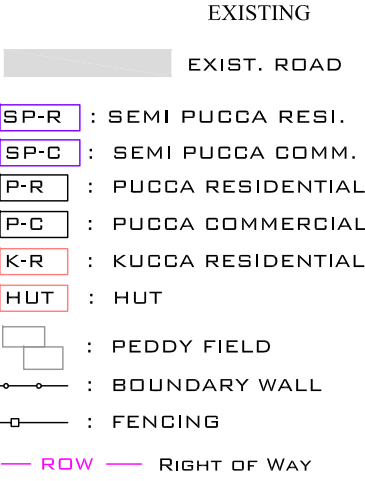 EXISTING
EXIST. ROAD
SP-R : SEMI PUCCA RESI.
SP-C : SEMI PUCCA COMM.
P-R : PUCCA RESIDENTIAL
P-C : PUCCA COMMERCIAL
K-R : KUCCA RESIDENTIAL
HUT : HUT
: PEDDY FIELD
: BOUNDARY WALL
: FENCING
ROW RIGHT OF WAY